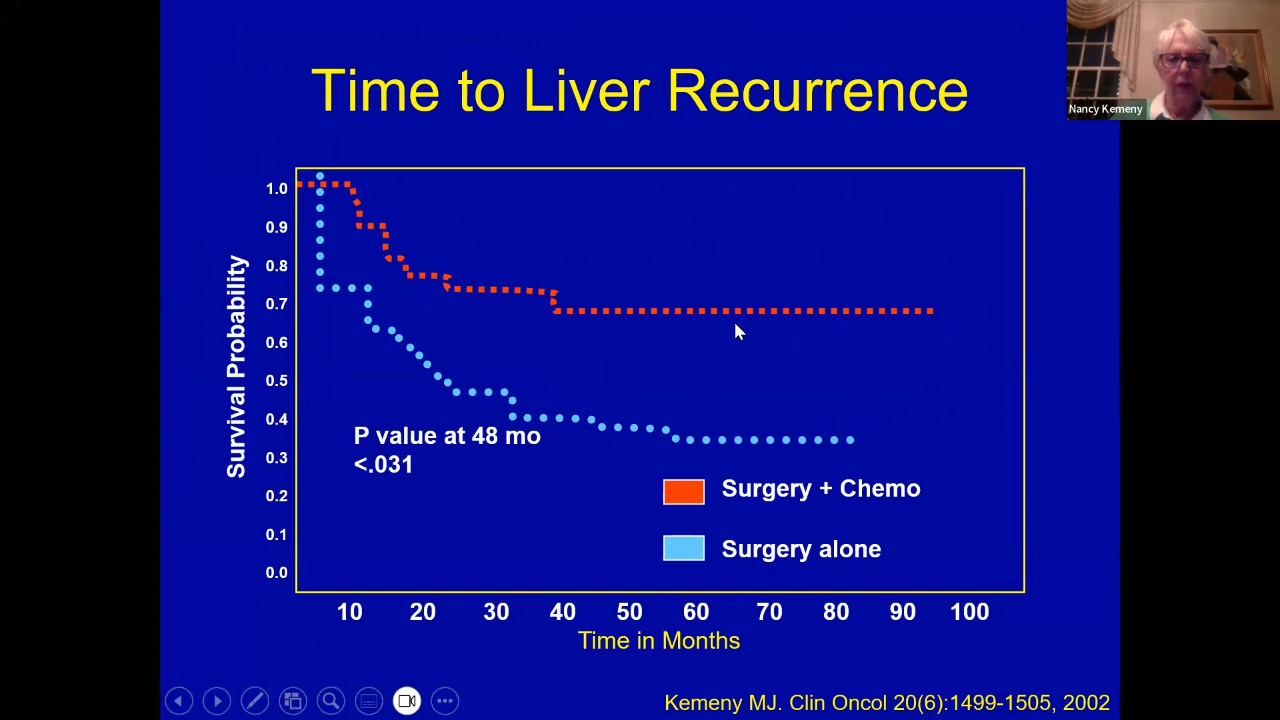 Time to Liver Recurrence
Nancy Kemeny
Survival Probability
1.0
0.9
0.8
0.7
0.6
0.5
0.4
0.3
0.2
0.1
0.0
P value at 48 mo
<.031
Surgery + Chemo
Surgery alone
10 20 30 40 50 60 70 80 90 100
Time in Months
Kemeny MJ. Clin Oncol 20(6):1499-1505, 2002